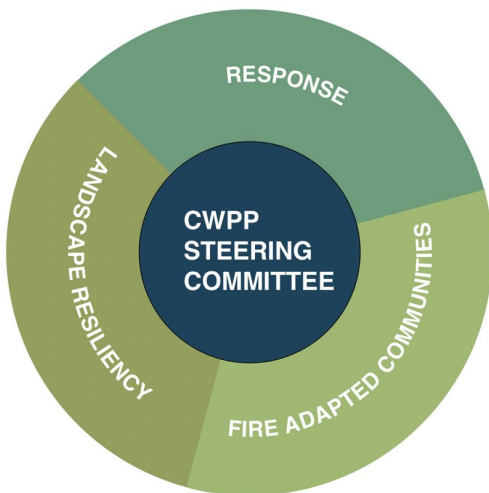 RESPONSE
CWPP
STEERING
COMMITTEE
LANDSCAPE RESILIENCY
FIRE ADAPTED COMMUNITIES